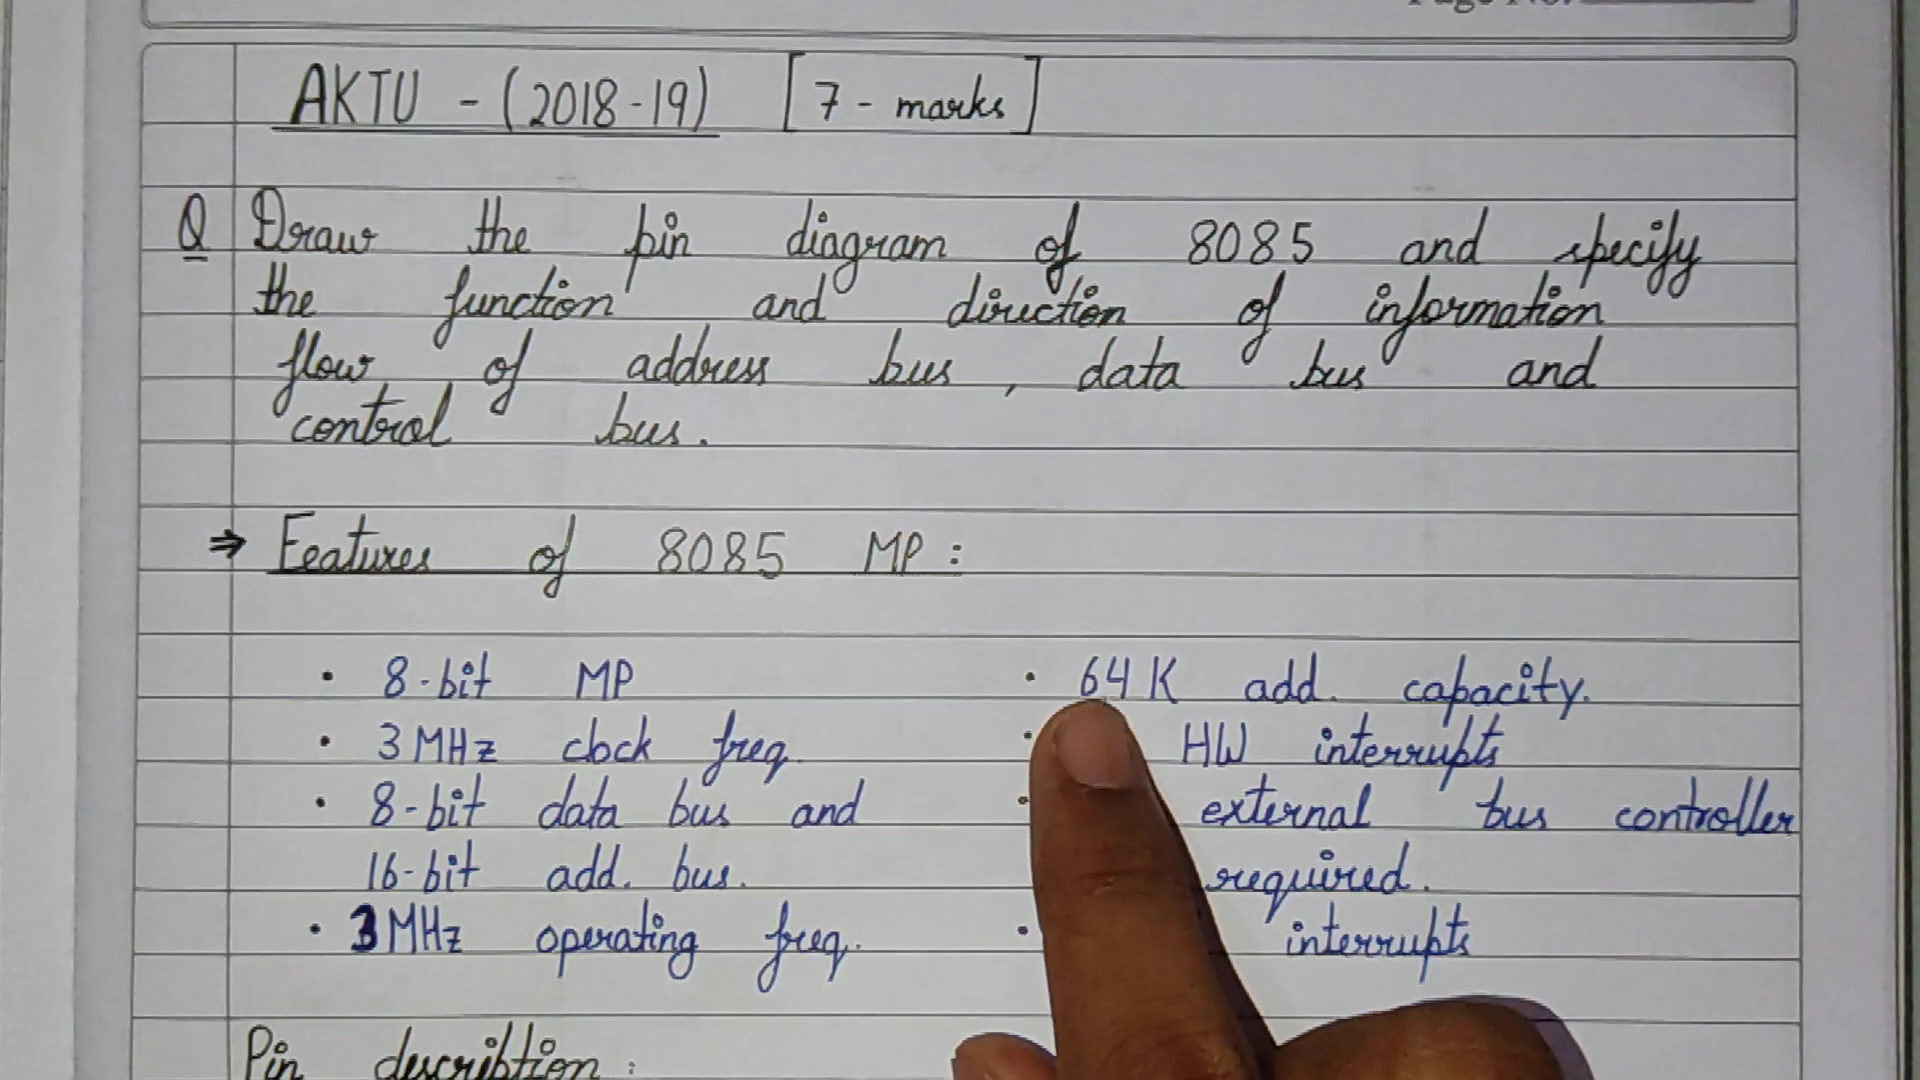 AKTU - (2018-19) [7 - marks]
Q Draw the pin diagram of 8085 and specify
the function and direction of information
flow of address bus, data bus and
control bus.
⇒ Features of 8085 MP:
· 8-bit MP
· 3 MHz clock freq.
· 8-bit data bus and
16-bit add. bus.
· 3 MHz operating freq.
· 64K add. capacity.
· HW interrupts
· external bus controller
required.
· interrupts
Pin describtion: